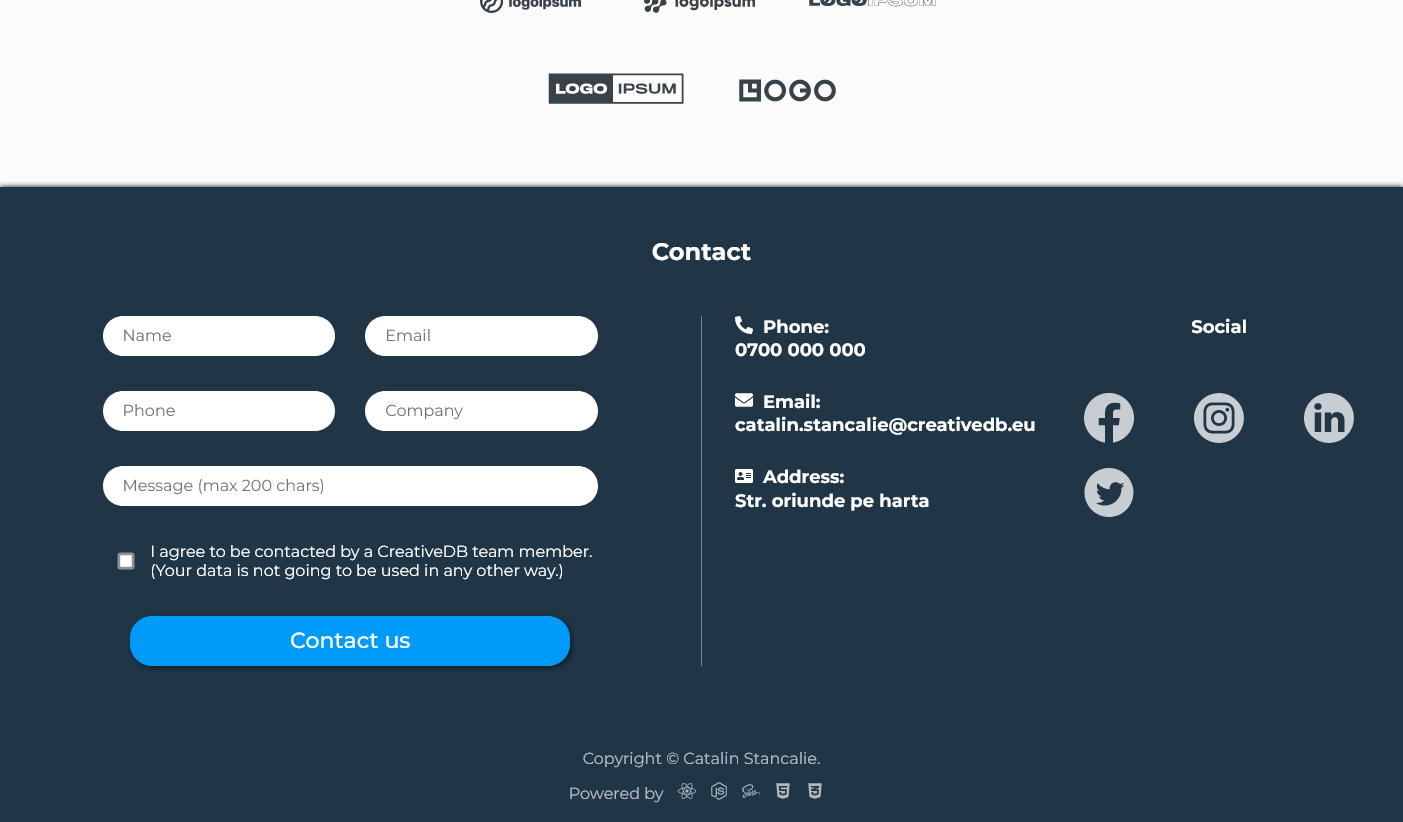 logoipsum
logoipsum
LOGOIPSUM
LOGO IPSUM
LOGO
Contact
Name
Email
Phone
Company
Message (max 200 chars)
I agree to be contacted by a CreativeDB team member.
(Your data is not going to be used in any other way.)
Contact us
Phone:
0700 000 000
Email:
catalin.stancalie@creativedb.eu
Address:
Str. oriunde pe harta
Social
Copyright © Catalin Stancalie.
Powered by